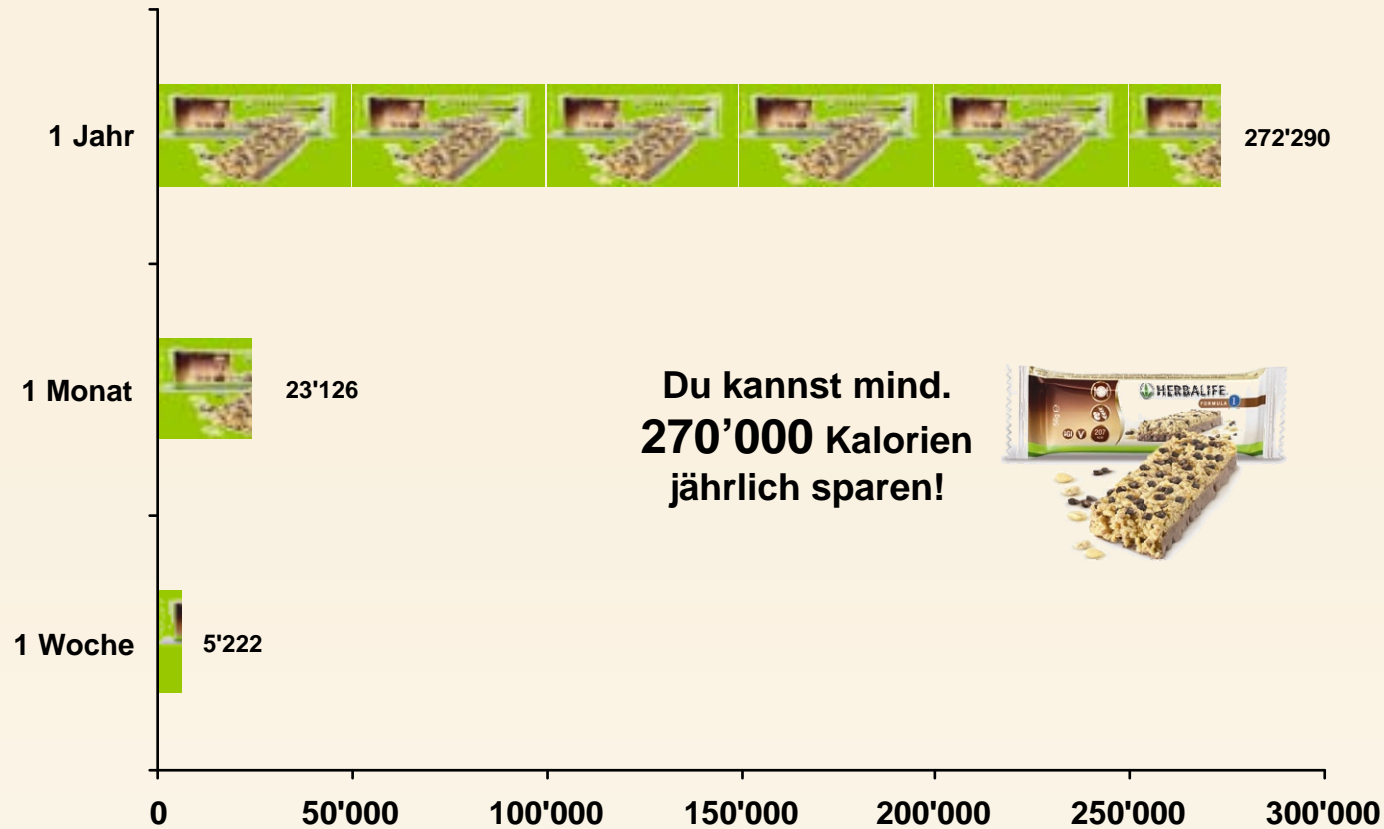 1 Jahr
272'290
1 Monat
23'126
Du kannst mind.
270’000 Kalorien
jährlich sparen!
HERBALIFE
FORMULA 1
207
1 Woche
5'222
0
50'000
100'000
150'000
200'000
250'000
300'000